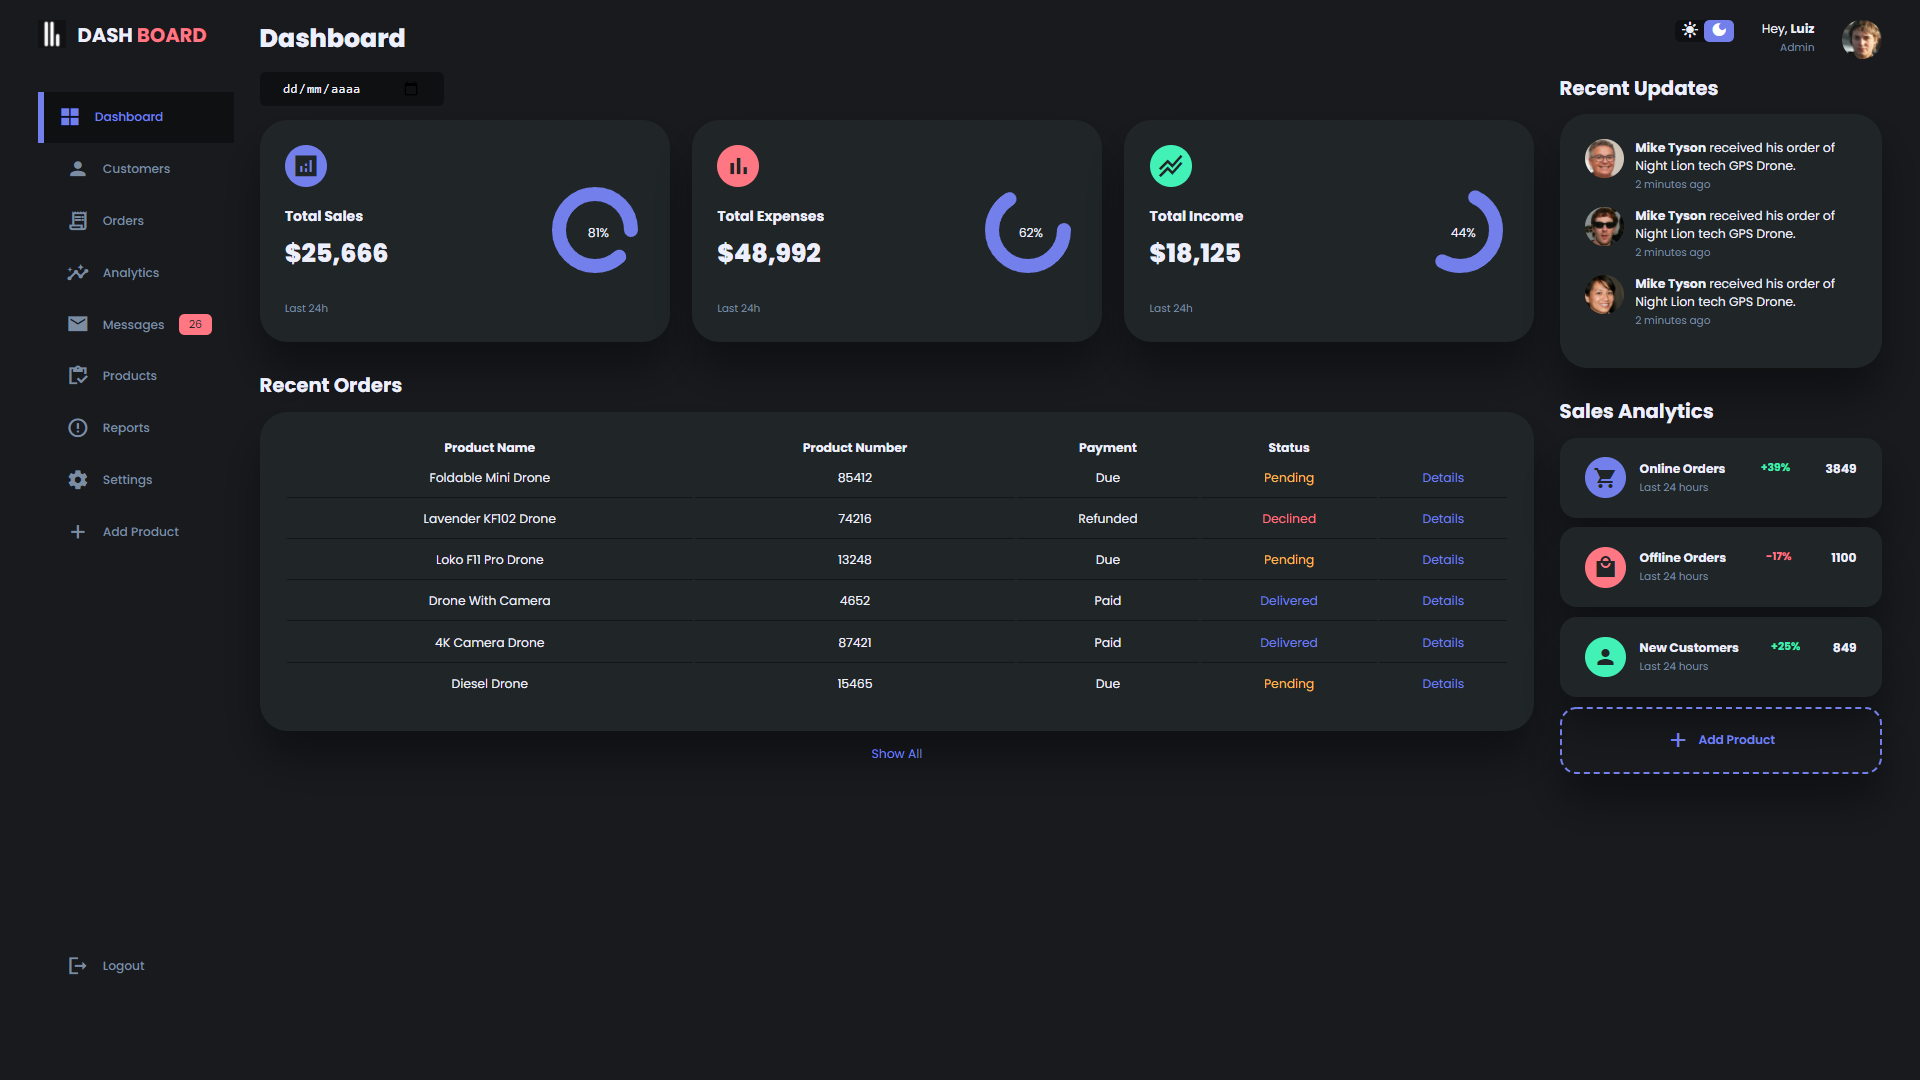 DASH BOARD
Dashboard
Customers
Orders
Analytics
Messages 26
Products
Reports
Settings
Add Product
Logout
Dashboard
dd/mm/aaaa
Total Sales
$25,666
81%
Last 24h
Total Expenses
$48,992
62%
Last 24h
Total Income
$18,125
44%
Last 24h
Recent Orders
Product Name Product Number Payment Status
Foldable Mini Drone 85412 Due Pending Details
Lavender KF102 Drone 74216 Refunded Declined Details
Loko F11 Pro Drone 13248 Due Pending Details
Drone With Camera 4652 Paid Delivered Details
4K Camera Drone 87421 Paid Delivered Details
Diesel Drone 15465 Due Pending Details
Show All
Hey, Luiz
Admin
Recent Updates
Mike Tyson received his order of
Night Lion tech GPS Drone.
2 minutes ago
Mike Tyson received his order of
Night Lion tech GPS Drone.
2 minutes ago
Mike Tyson received his order of
Night Lion tech GPS Drone.
2 minutes ago
Sales Analytics
Online Orders +39% 3849
Last 24 hours
Offline Orders -17% 1100
Last 24 hours
New Customers +25% 849
Last 24 hours
Add Product